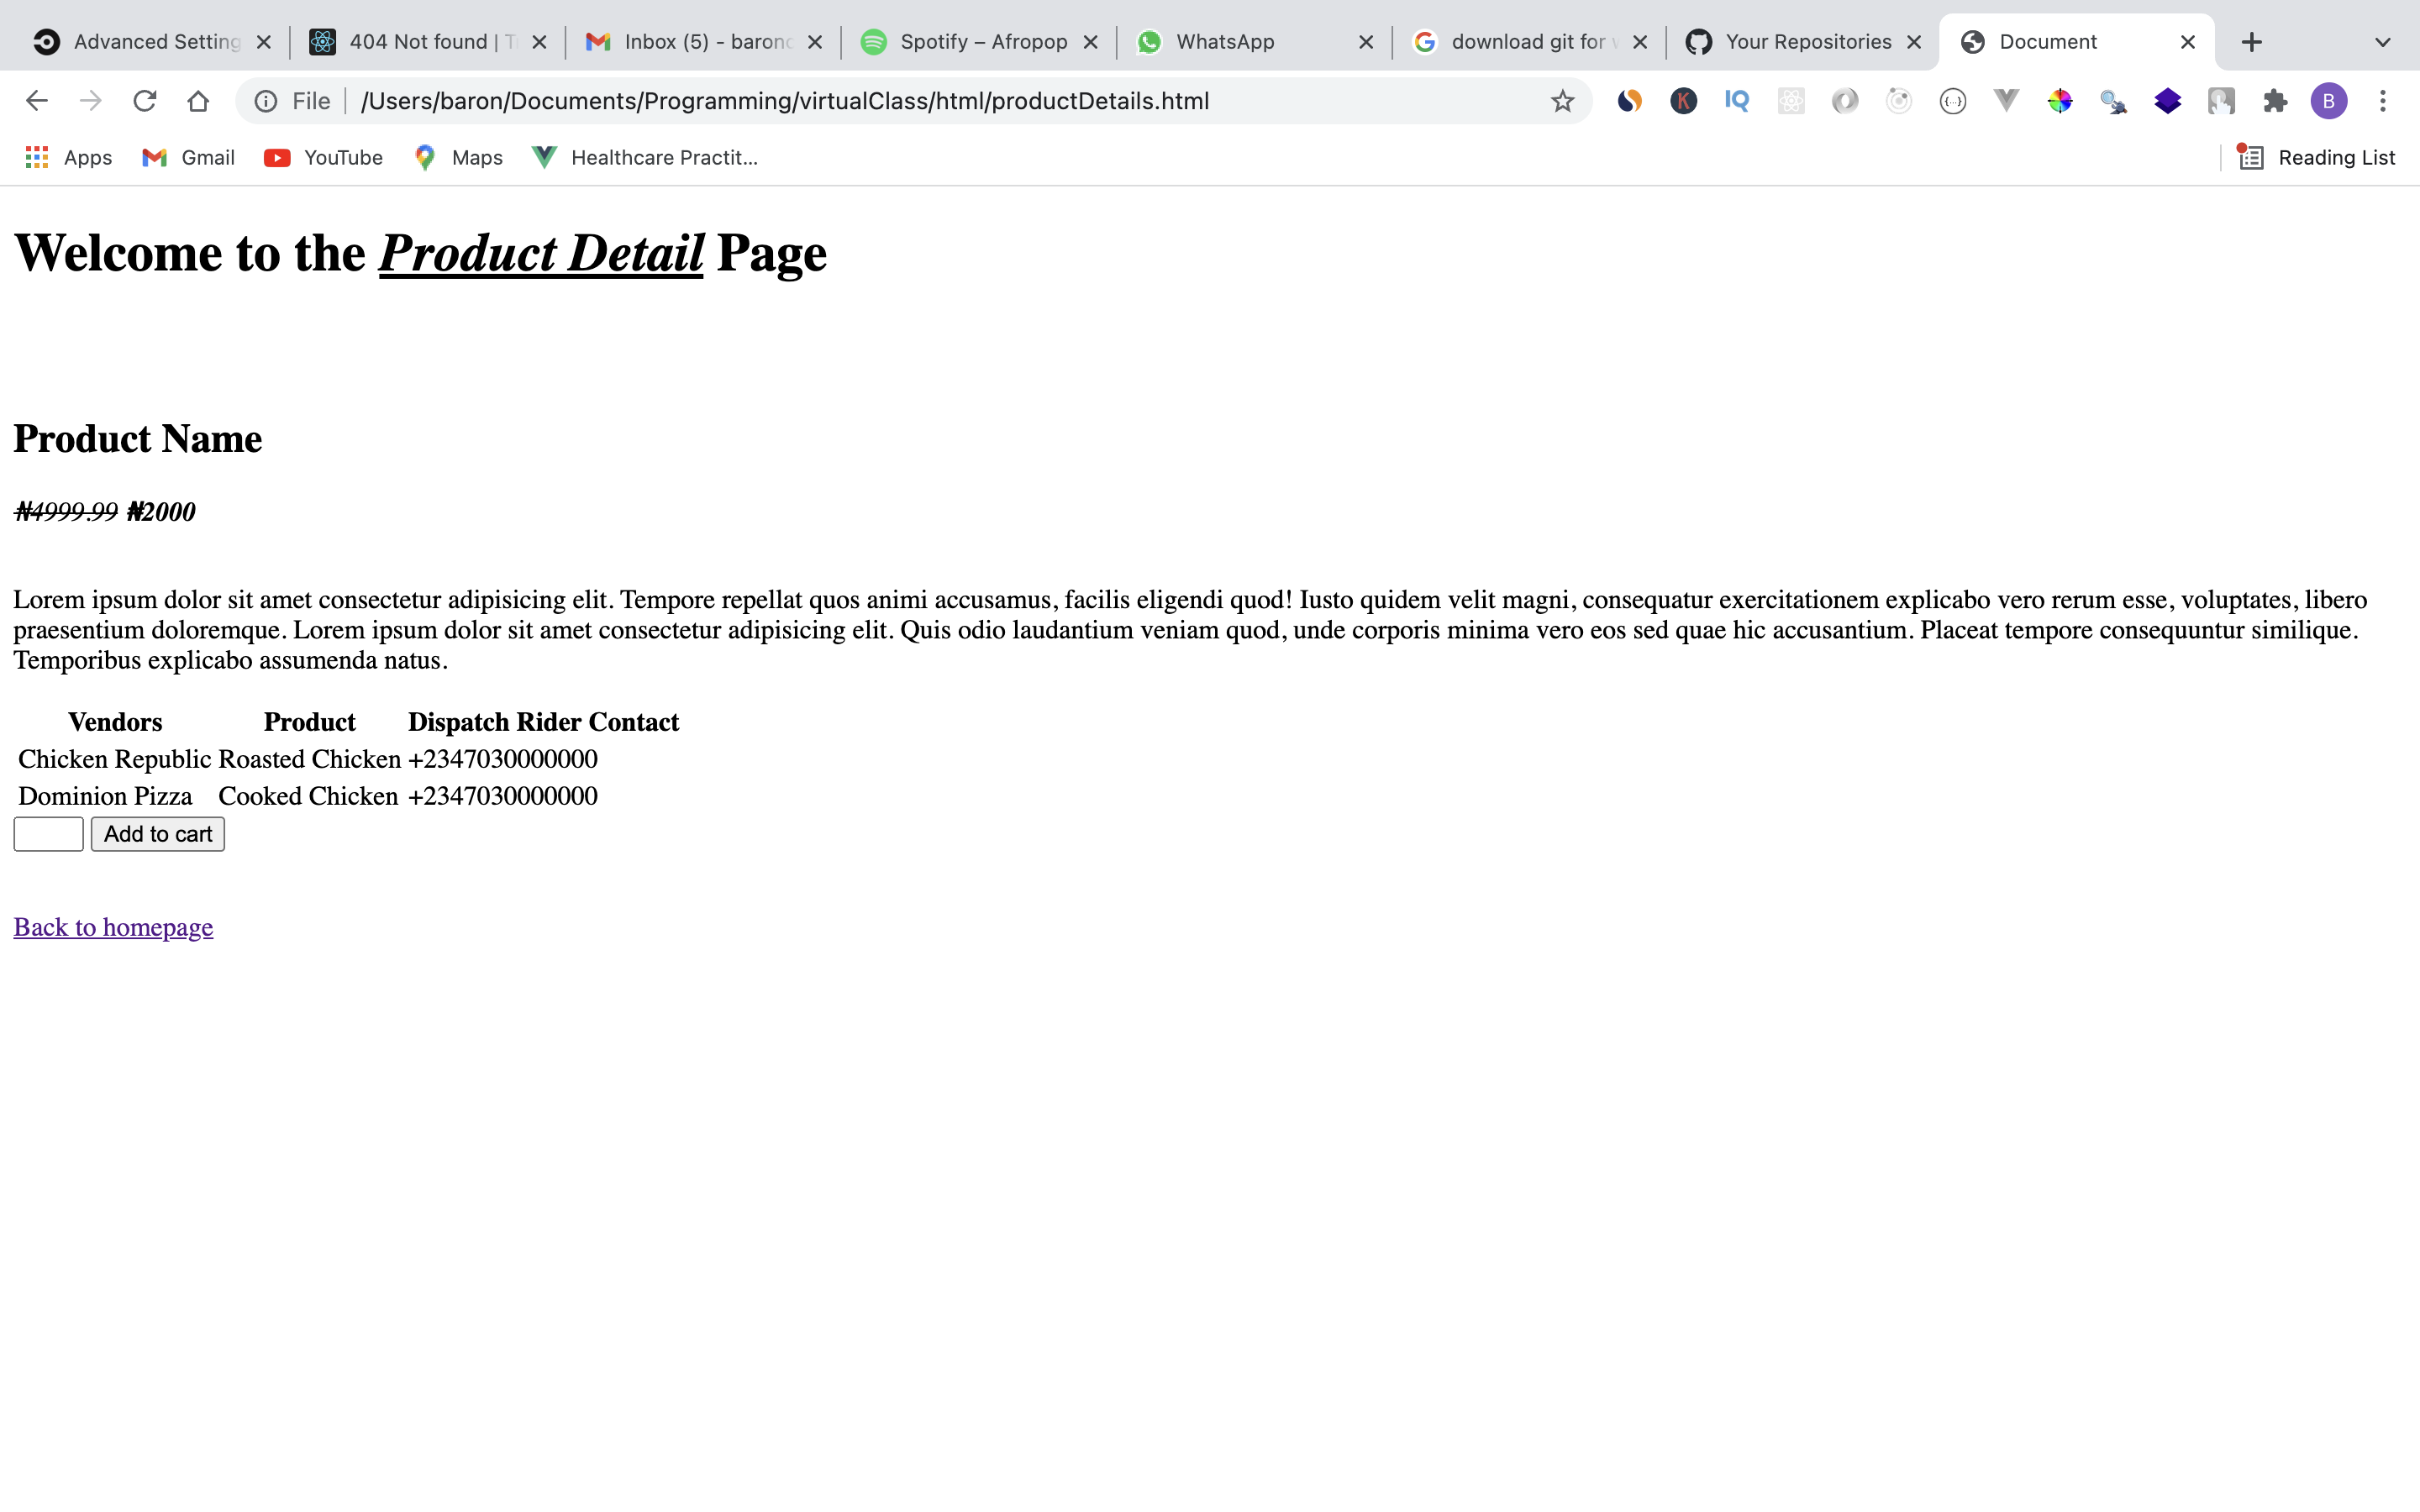 Advanced Setting
404 Not found | T
Inbox (5) - baronc
Spotify – Afropop
WhatsApp
download git for w
Your Repositories
Document
File
/Users/baron/Documents/Programming/virtualClass/html/productDetails.html
K
IQ
{...}
B
Apps
Gmail
YouTube
Maps
Healthcare Practit...
Reading List
Welcome to the Product Detail Page
Product Name
₦4999.99 ₦2000
Lorem ipsum dolor sit amet consectetur adipisicing elit. Tempore repellat quos animi accusamus, facilis eligendi quod! Iusto quidem velit magni, consequatur exercitationem explicabo vero rerum esse, voluptates, libero
praesentium doloremque. Lorem ipsum dolor sit amet consectetur adipisicing elit. Quis odio laudantium veniam quod, unde corporis minima vero eos sed quae hic accusantium. Placeat tempore consequuntur similique.
Temporibus explicabo assumenda natus.
Vendors Product Dispatch Rider Contact
Chicken Republic Roasted Chicken +2347030000000
Dominion Pizza Cooked Chicken +2347030000000
Add to cart
Back to homepage